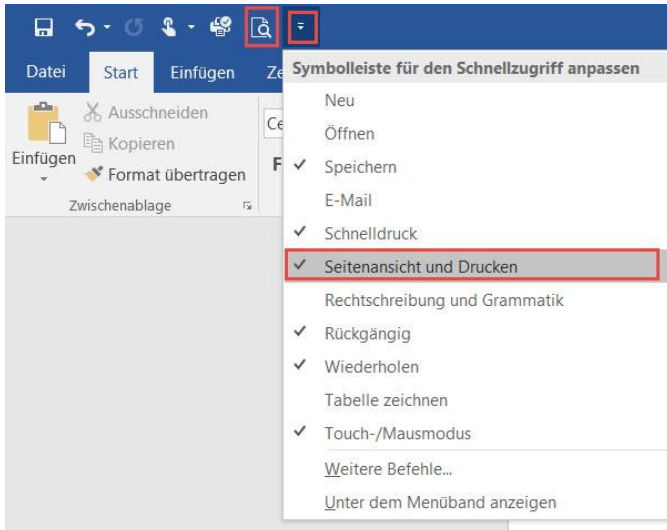 Datei Start Einfügen Ze
Symbolleiste für den Schnellzugriff anpassen
Einfügen
Ausschneiden
Kopieren
Format übertragen
Zwischenablage
Ce
F
Neu
Öffnen
Speichern
E-Mail
Schnelldruck
Seitenansicht und Drucken
Rechtschreibung und Grammatik
Rückgängig
Wiederholen
Tabelle zeichnen
Touch-/Mausmodus
Weitere Befehle...
Unter dem Menüband anzeigen